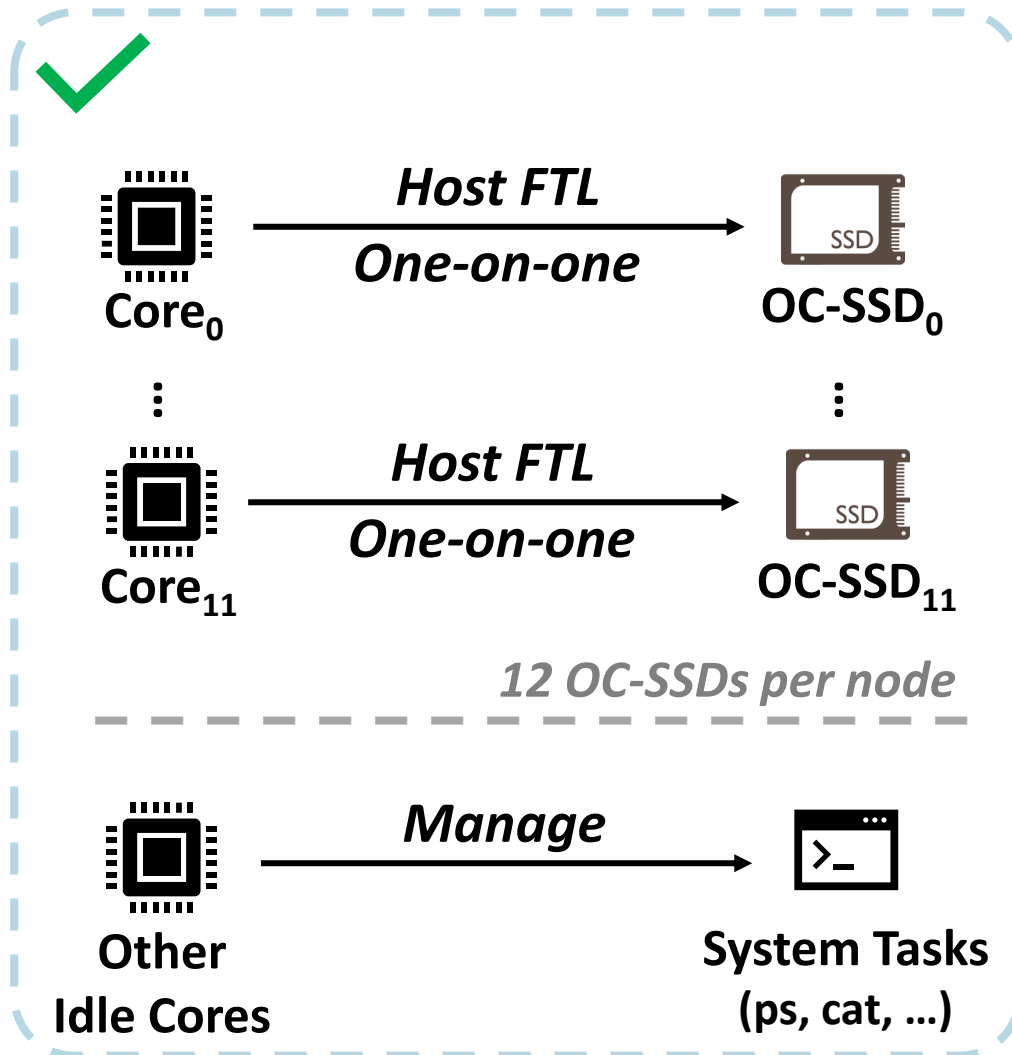 Host FTL
SSD
One-on-one
Core₀
OC-SSD₀
⋮
⋮
Host FTL
SSD
One-on-one
Core₁₁
OC-SSD₁₁
12 OC-SSDs per node
Manage
>_
Other
Idle Cores
System Tasks
(ps, cat, ...)